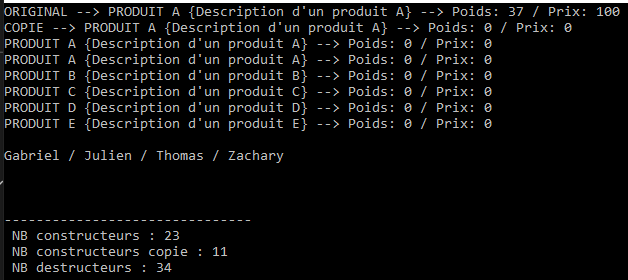 ORIGINAL --> PRODUIT A {Description d'un produit A} --> Poids: 37 / Prix: 100
COPIE --> PRODUIT A {Description d'un produit A} --> Poids: 0 / Prix: 0
PRODUIT A {Description d'un produit A} --> Poids: 0 / Prix: 0
PRODUIT A {Description d'un produit A} --> Poids: 0 / Prix: 0
PRODUIT B {Description d'un produit B} --> Poids: 0 / Prix: 0
PRODUIT C {Description d'un produit C} --> Poids: 0 / Prix: 0
PRODUIT D {Description d'un produit D} --> Poids: 0 / Prix: 0
PRODUIT E {Description d'un produit E} --> Poids: 0 / Prix: 0
Gabriel / Julien / Thomas / Zachary
-------------------------------
NB constructeurs : 23
NB constructeurs copie : 11
NB destructeurs : 34